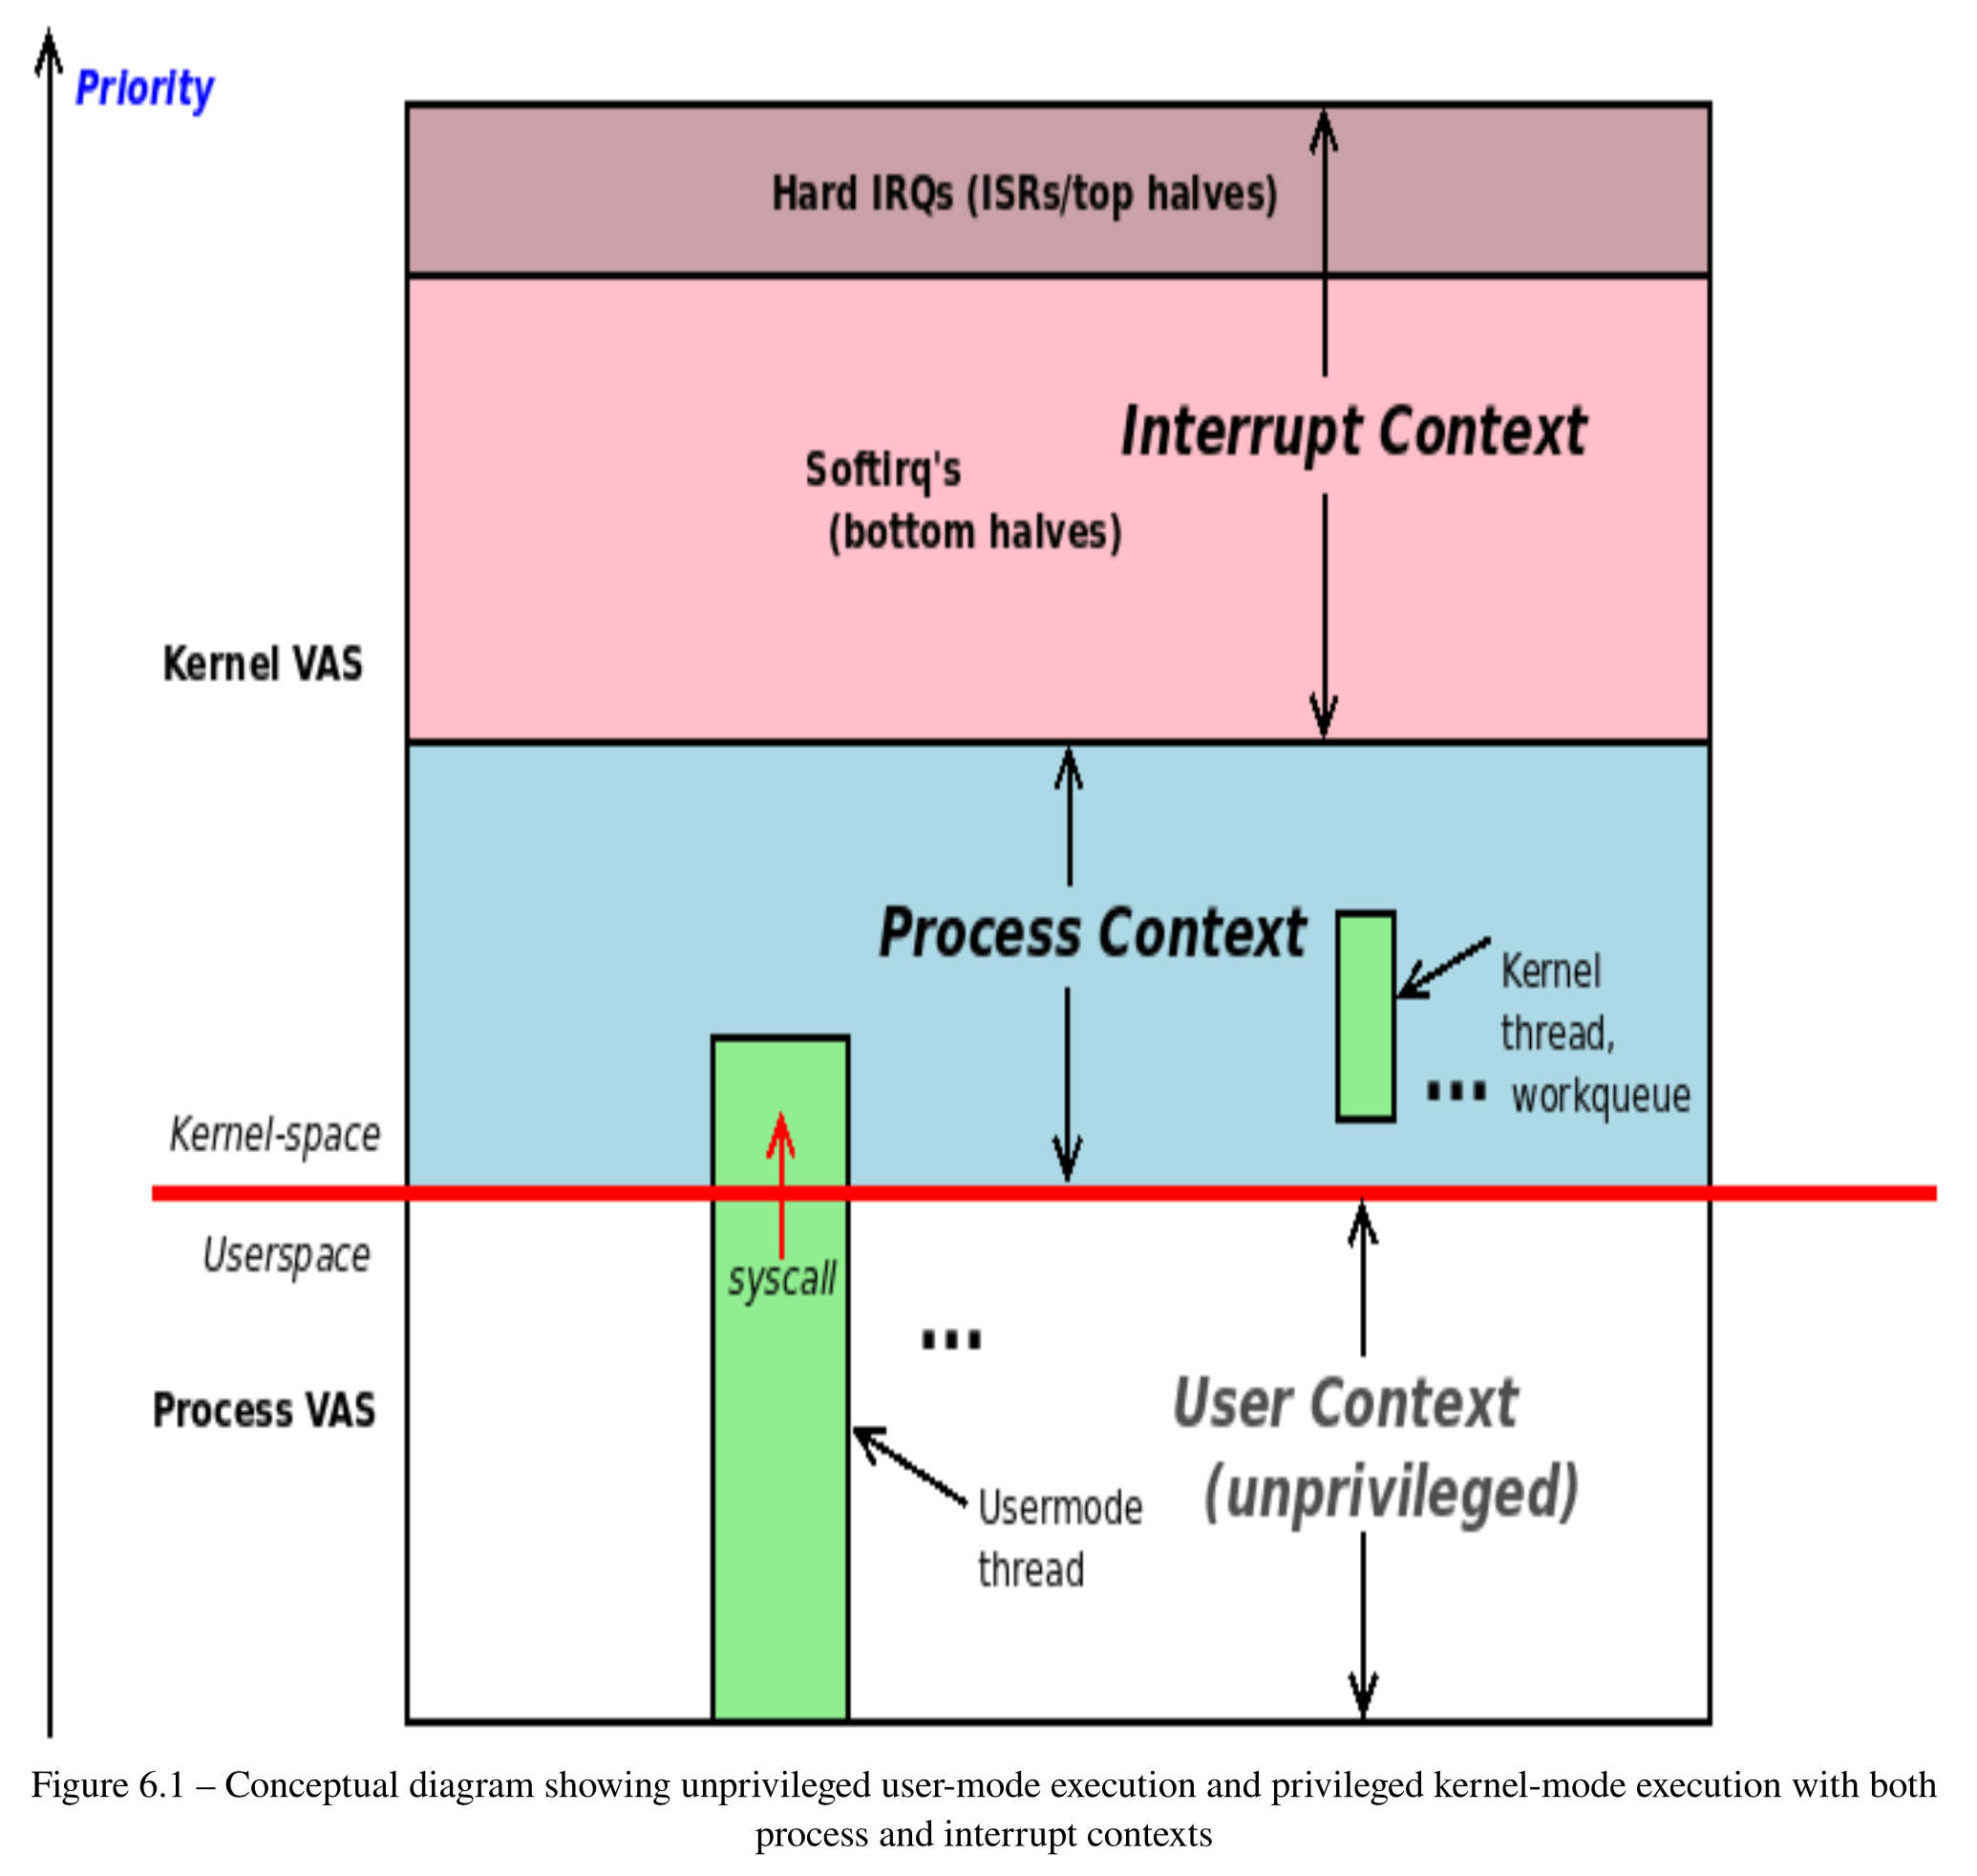 Priority
Hard IRQs (ISRs/top halves)
Interrupt Context
Softirq's
(bottom halves)
Kernel VAS
Process Context
Kernel
thread,
... workqueue
Kernel-space
Userspace
syscall
...
Process VAS
User Context
(unprivileged)
Usermode
thread
Figure 6.1 – Conceptual diagram showing unprivileged user-mode execution and privileged kernel-mode execution with both
process and interrupt contexts